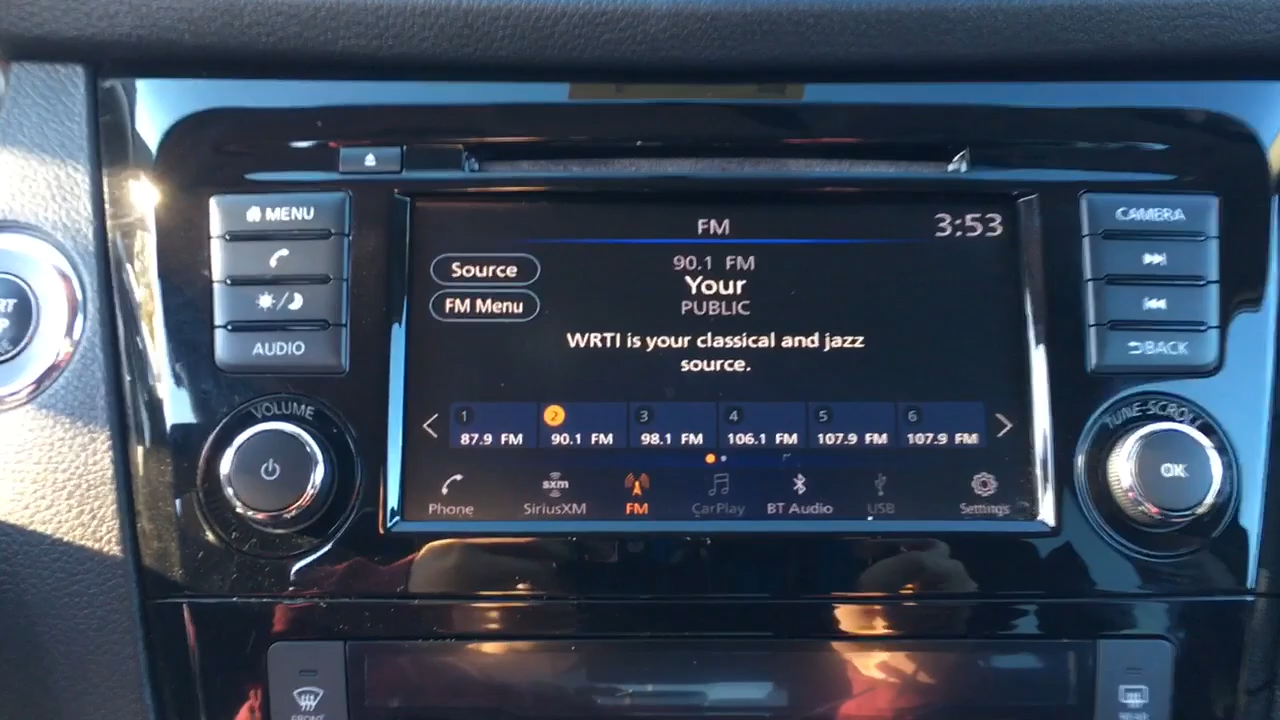 MENU
AUDIO
VOLUME
FM
3:53
Source
FM Menu
90.1 FM
Your
PUBLIC
WRTI is your classical and jazz
source.
1 2 3 4 5 6
87.9 FM 90.1 FM 98.1 FM 106.1 FM 107.9 FM 107.9 FM
sxm
Phone SiriusXM FM CarPlay BT Audio USB Settings
CAMERA
BACK
TUNE-SCROLL
OK
FRONT